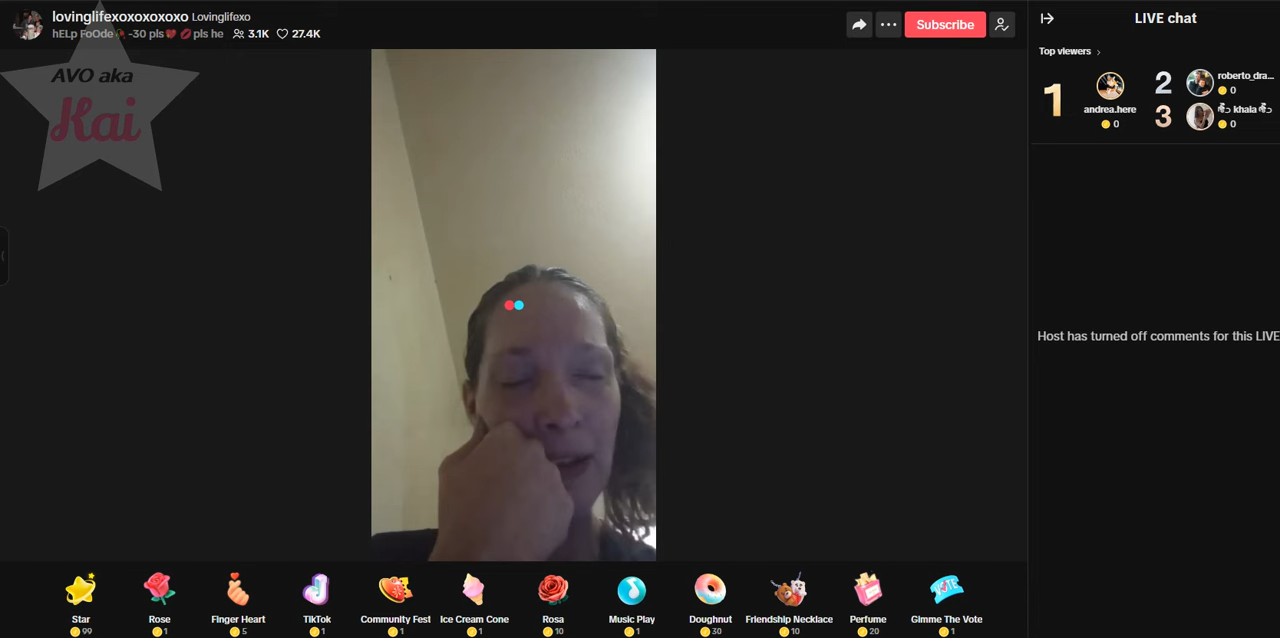 lovinglifexoxoxoxoxo Lovinglifexo
hELp FoOde -30 pls pls he 3.1K 27.4K
Subscribe
AVO aka
Kai
LIVE chat
Top viewers
1
andrea.here
0
2
roberto_dra...
0
3
khala
0
Host has turned off comments for this LIVE
Star
99
Rose
1
Finger Heart
5
TikTok
1
Community Fest
1
Ice Cream Cone
1
Rosa
10
Music Play
1
Doughnut
30
Friendship Necklace
10
Perfume
20
VOTE
Gimme The Vote
1